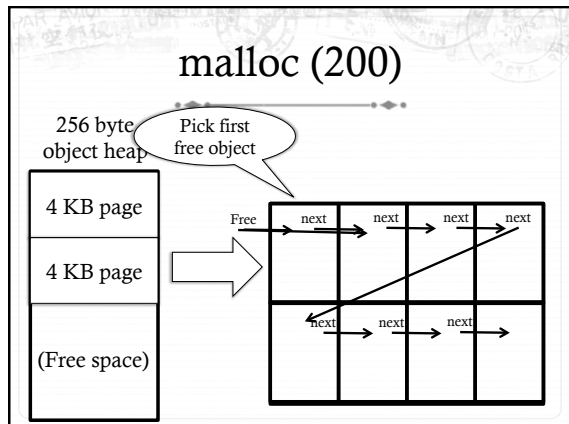 malloc (200)
256 byte
object heap
Pick first
free object
4 KB page
4 KB page
(Free space)
Free
next
next
next
next
next
next
next